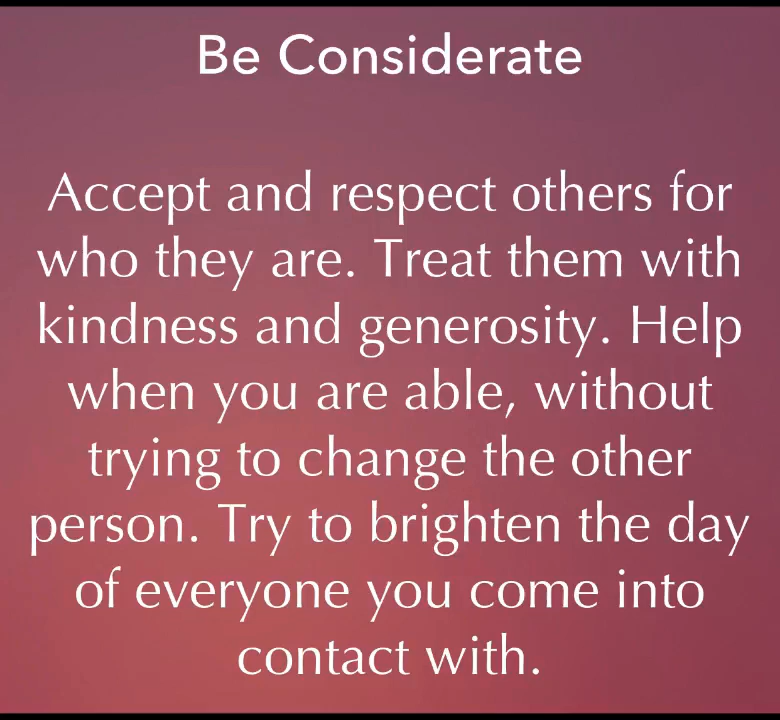 Be Considerate
Accept and respect others for
who they are. Treat them with
kindness and generosity. Help
when you are able, without
trying to change the other
person. Try to brighten the day
of everyone you come into
contact with.